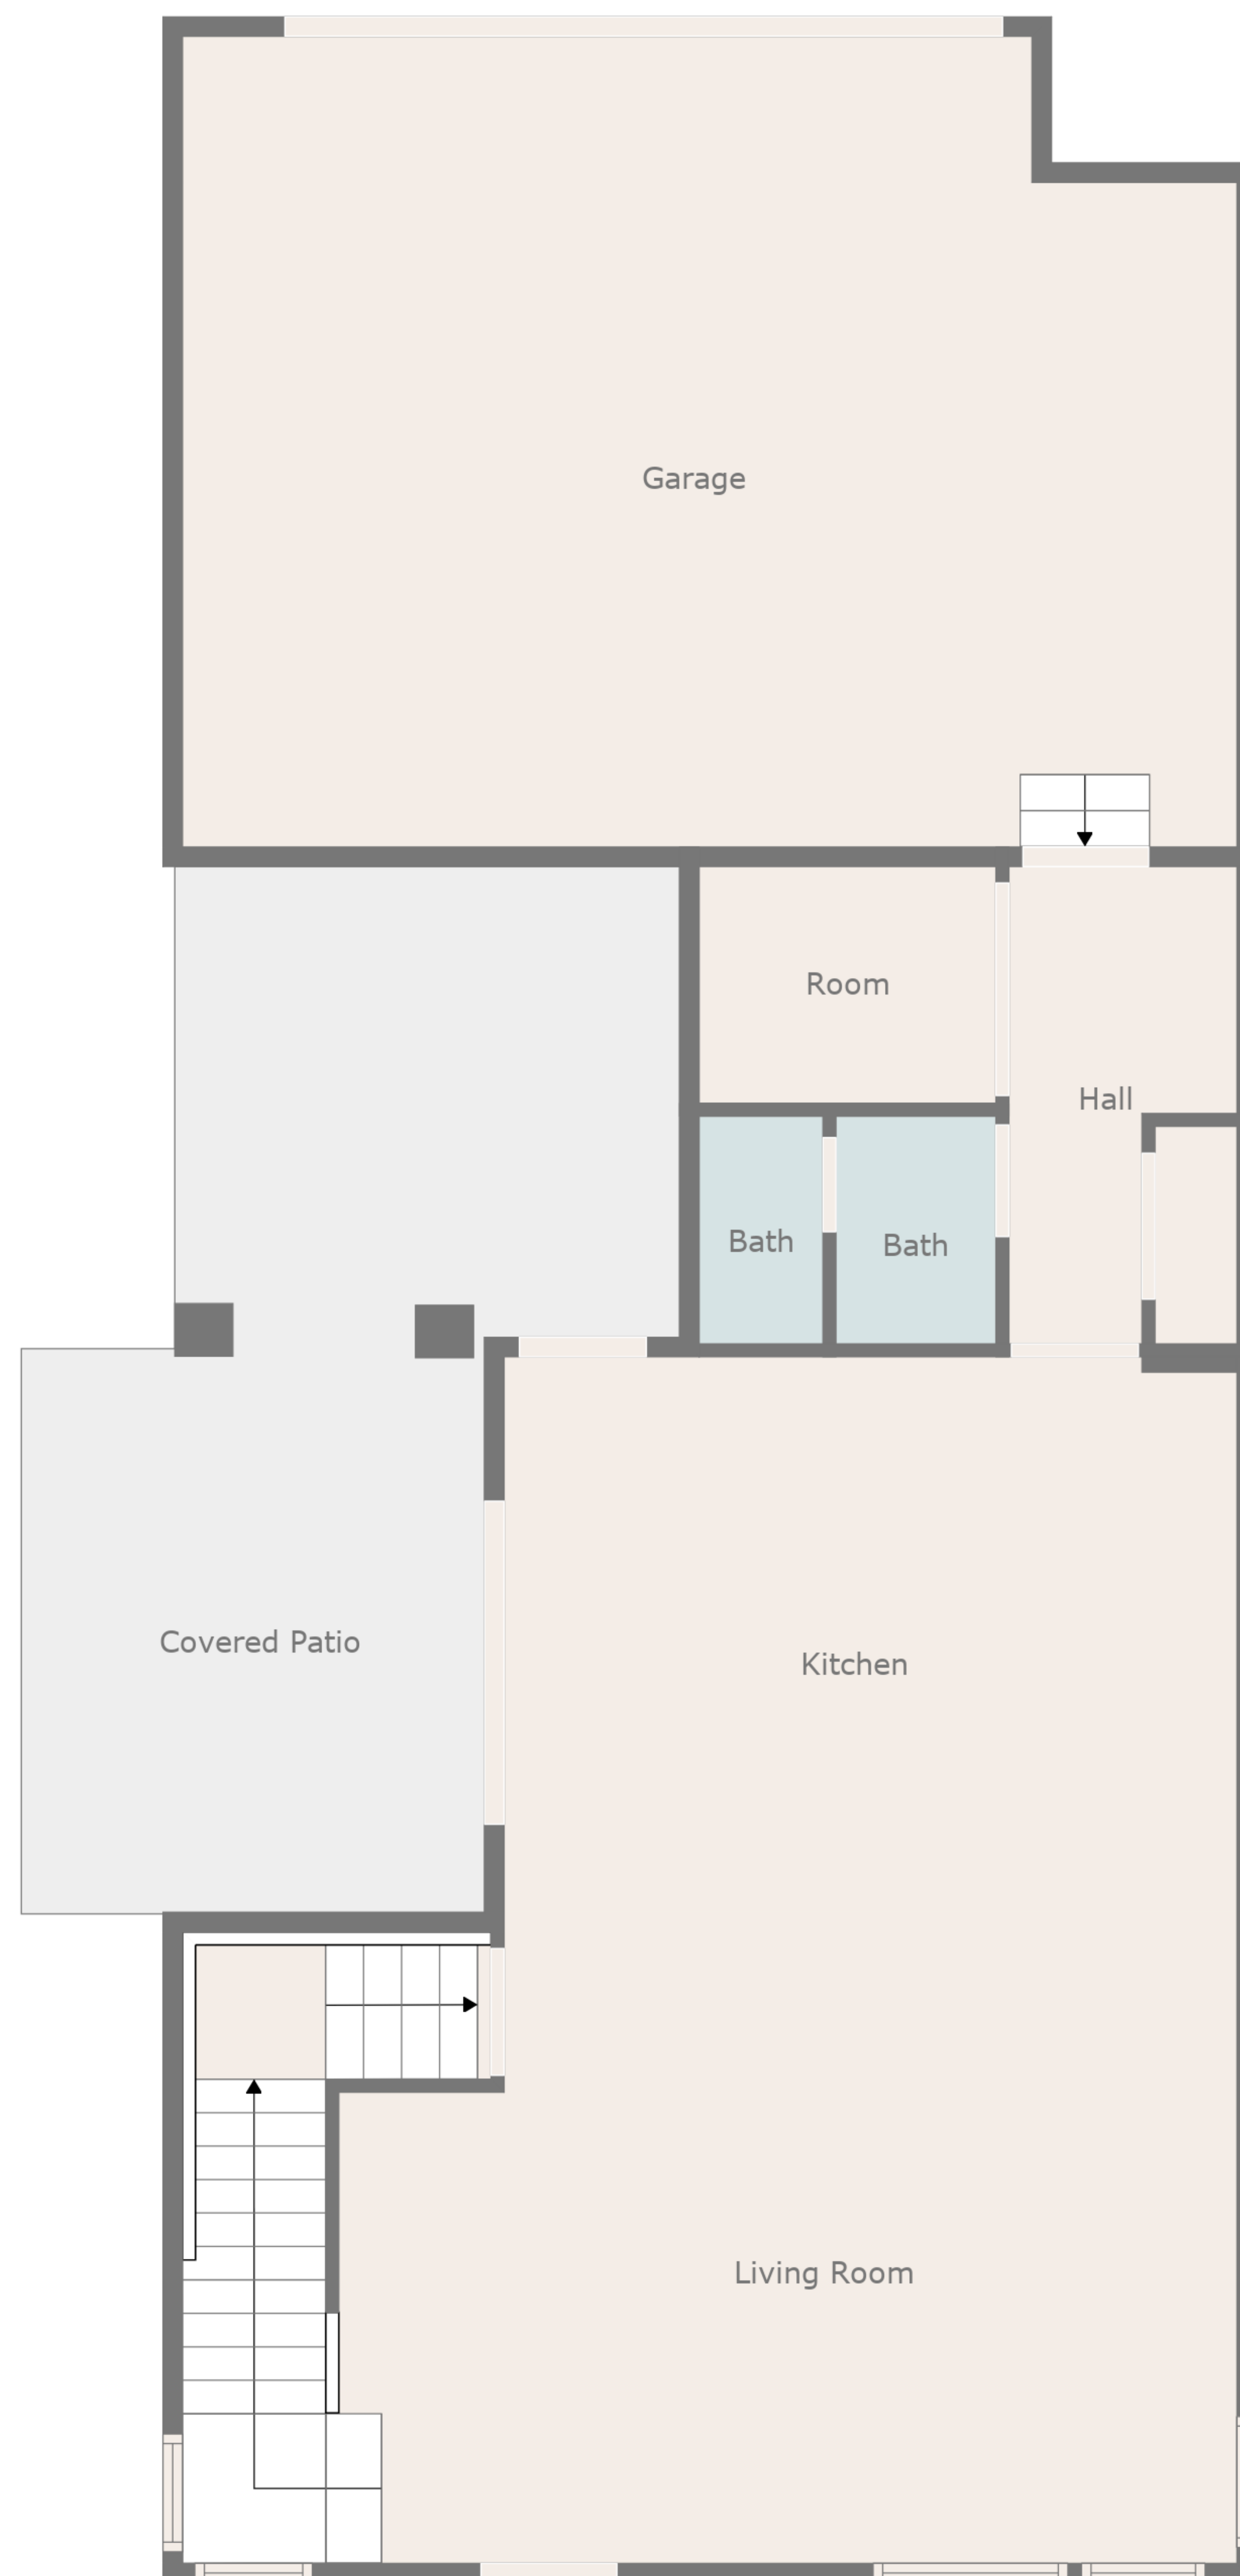 Garage
Room
Hall
Bath
Bath
Covered Patio
Kitchen
Living Room